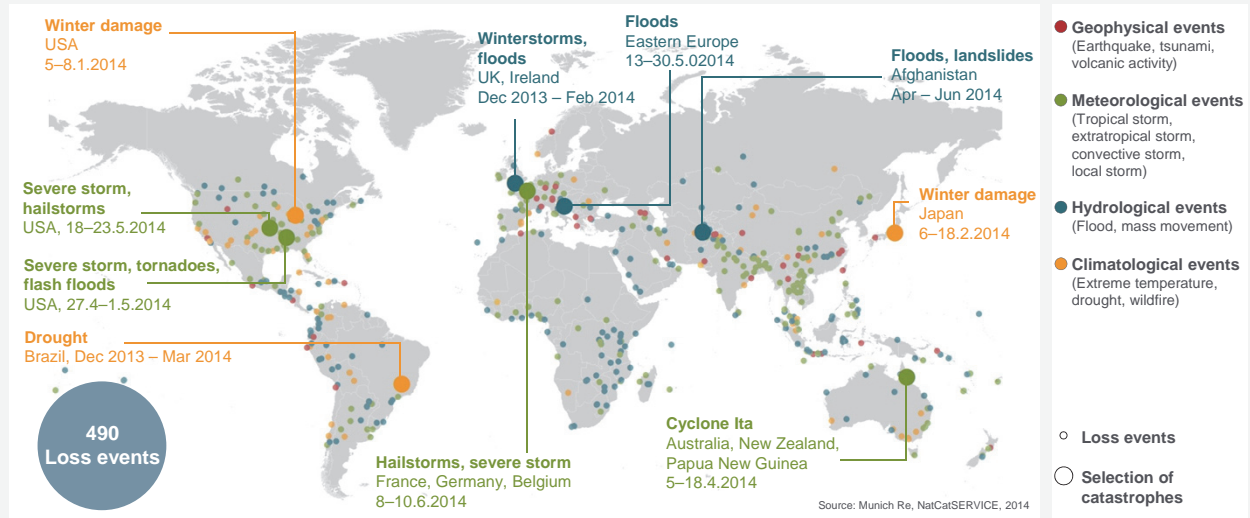 Winter damage
USA
5–8.1.2014
Winterstorms,
floods
UK, Ireland
Dec 2013 – Feb 2014
Floods
Eastern Europe
13–30.5.02014
Floods, landslides
Afghanistan
Apr – Jun 2014
Severe storm,
hailstorms
USA, 18–23.5.2014
Severe storm, tornadoes,
flash floods
USA, 27.4–1.5.2014
Winter damage
Japan
6–18.2.2014
Drought
Brazil, Dec 2013 – Mar 2014
490
Loss events
Hailstorms, severe storm
France, Germany, Belgium
8–10.6.2014
Cyclone Ita
Australia, New Zealand,
Papua New Guinea
5–18.4.2014
Source: Munich Re, NatCatSERVICE, 2014
Geophysical events
(Earthquake, tsunami,
volcanic activity)
Meteorological events
(Tropical storm,
extratropical storm,
convective storm,
local storm)
Hydrological events
(Flood, mass movement)
Climatological events
(Extreme temperature,
drought, wildfire)
Loss events
Selection of
catastrophes